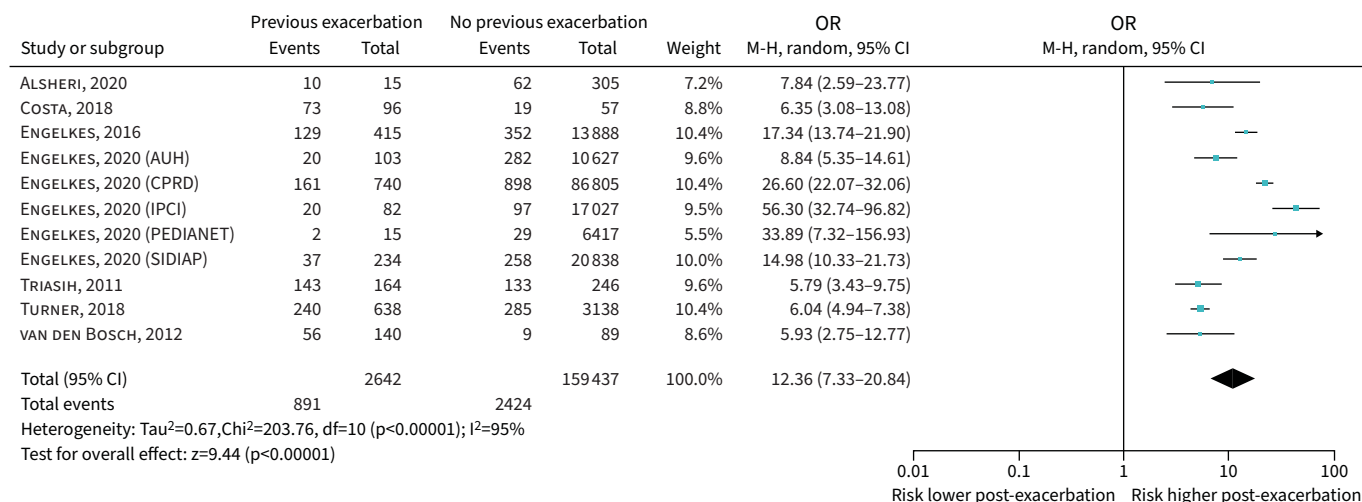 Previous exacerbation No previous exacerbation OR OR
Study or subgroup Events Total Events Total Weight M-H, random, 95% CI M-H, random, 95% CI
ALSHERI, 2020 10 15 62 305 7.2% 7.84 (2.59–23.77)
COSTA, 2018 73 96 19 57 8.8% 6.35 (3.08–13.08)
ENGELKES, 2016 129 415 352 13888 10.4% 17.34 (13.74–21.90)
ENGELKES, 2020 (AUH) 20 103 282 10627 9.6% 8.84 (5.35–14.61)
ENGELKES, 2020 (CPRD) 161 740 898 86805 10.4% 26.60 (22.07–32.06)
ENGELKES, 2020 (IPCI) 20 82 97 17027 9.5% 56.30 (32.74–96.82)
ENGELKES, 2020 (PEDIANET) 2 15 29 6417 5.5% 33.89 (7.32–156.93)
ENGELKES, 2020 (SIDIAP) 37 234 258 20838 10.0% 14.98 (10.33–21.73)
TRIASIH, 2011 143 164 133 246 9.6% 5.79 (3.43–9.75)
TURNER, 2018 240 638 285 3138 10.4% 6.04 (4.94–7.38)
VAN DEN BOSCH, 2012 56 140 9 89 8.6% 5.93 (2.75–12.77)
Total (95% CI) 2642 159437 100.0% 12.36 (7.33–20.84)
Total events 891 2424
Heterogeneity: Tau²=0.67,Chi²=203.76, df=10 (p<0.00001); I²=95%
Test for overall effect: z=9.44 (p<0.00001)
0.01 0.1 1 10 100
Risk lower post-exacerbation Risk higher post-exacerbation